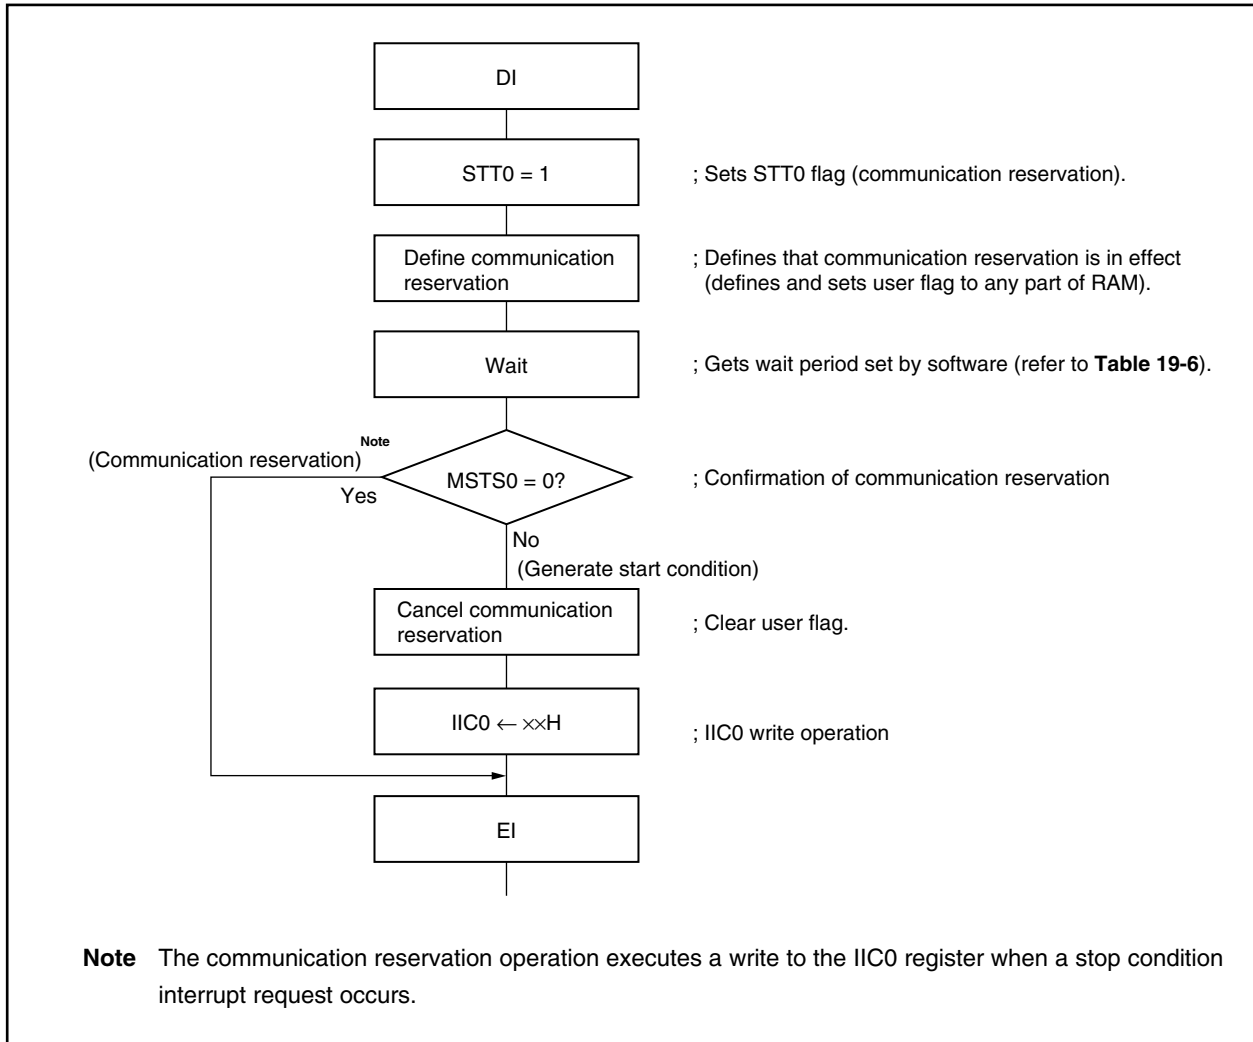 DI
STT0 = 1
; Sets STT0 flag (communication reservation).
Define communication
reservation
; Defines that communication reservation is in effect
(defines and sets user flag to any part of RAM).
Wait
; Gets wait period set by software (refer to Table 19-6).
(Communication reservation)Note
Yes
MSTS0 = 0?
; Confirmation of communication reservation
No
(Generate start condition)
Cancel communication
reservation
; Clear user flag.
IIC0 ← ××H
; IIC0 write operation
EI
Note The communication reservation operation executes a write to the IIC0 register when a stop condition
interrupt request occurs.